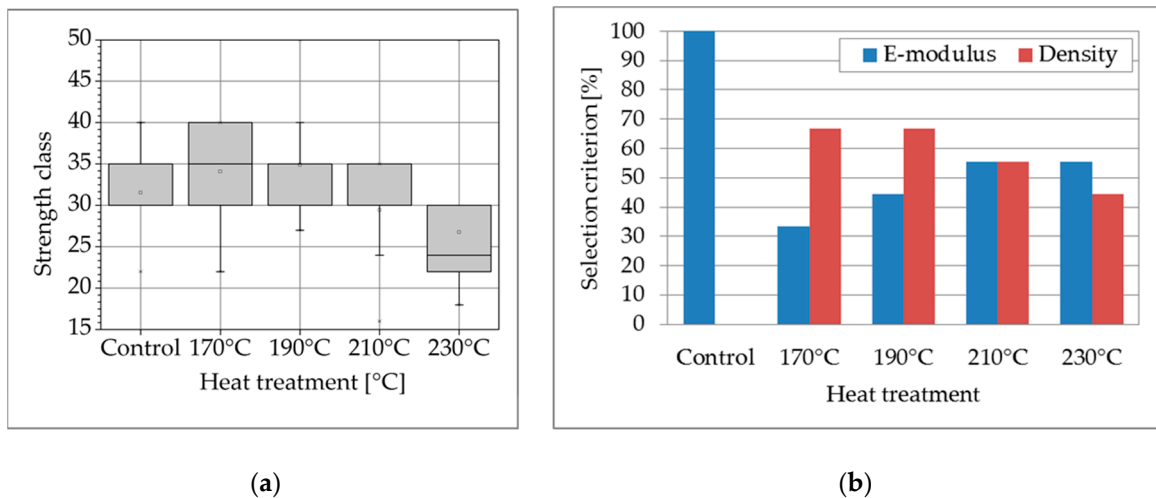 50
45
40
35
30
25
20
15
Strength class
Control 170°C 190°C 210°C 230°C
Heat treatment [°C]
(a)
100
90
80
70
60
50
40
30
20
10
0
Selection criterion [%]
E-modulus Density
Control 170°C 190°C 210°C 230°C
Heat treatment
(b)